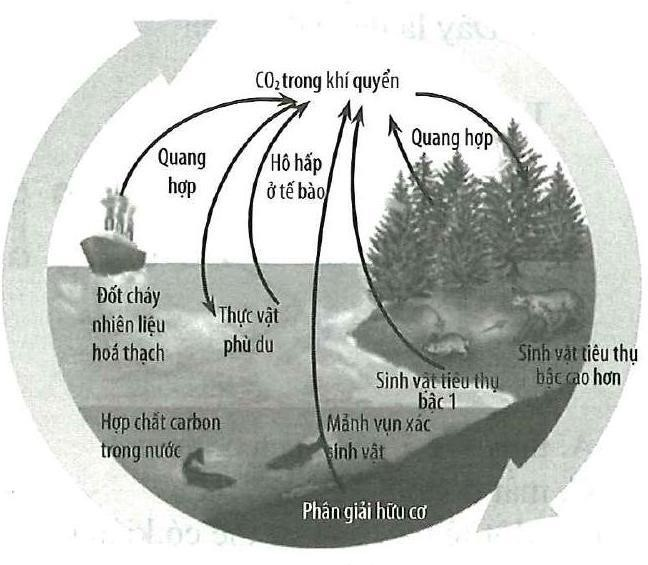 CO₂ trong khí quyển
Quang
hợp
Hô hấp
ở tế bào
Quang hợp
Đốt cháy
nhiên liệu
hoá thạch
Thực vật
phù du
Sinh vật tiêu thụ
bậc 1
Sinh vật tiêu thụ
bậc cao hơn
Hợp chất carbon
trong nước
Mảnh vụn xác
sinh vật
Phân giải hữu cơ